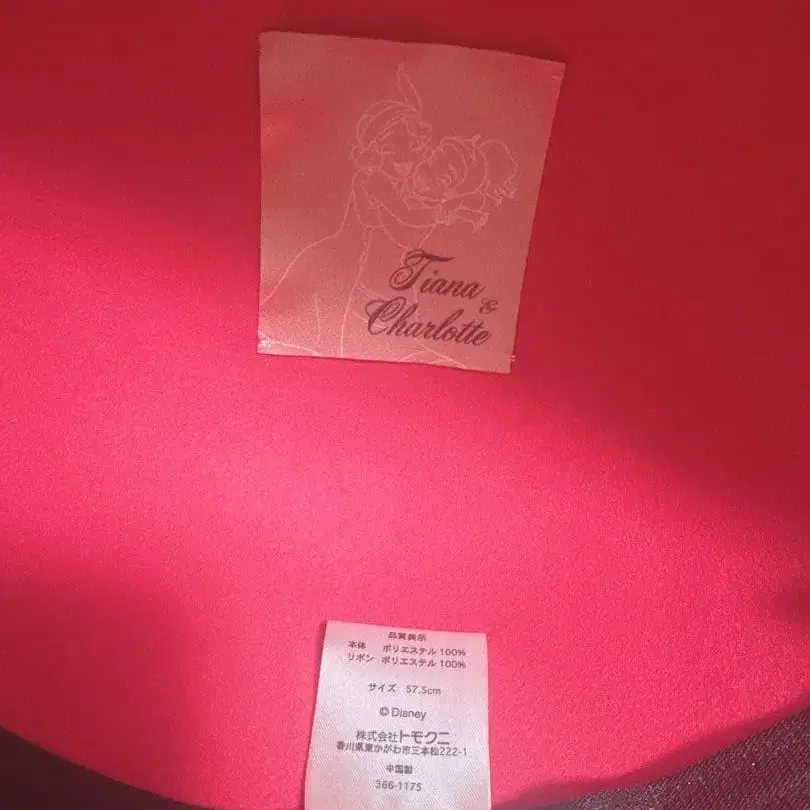 Tiana
&
Charlotte
品質表示
本体 ポリエステル 100%
リボン ポリエステル 100%
サイズ 57.5cm
© Disney
株式会社トモクニ
香川県東かがわ市三本松222-1
中国製
366-1175